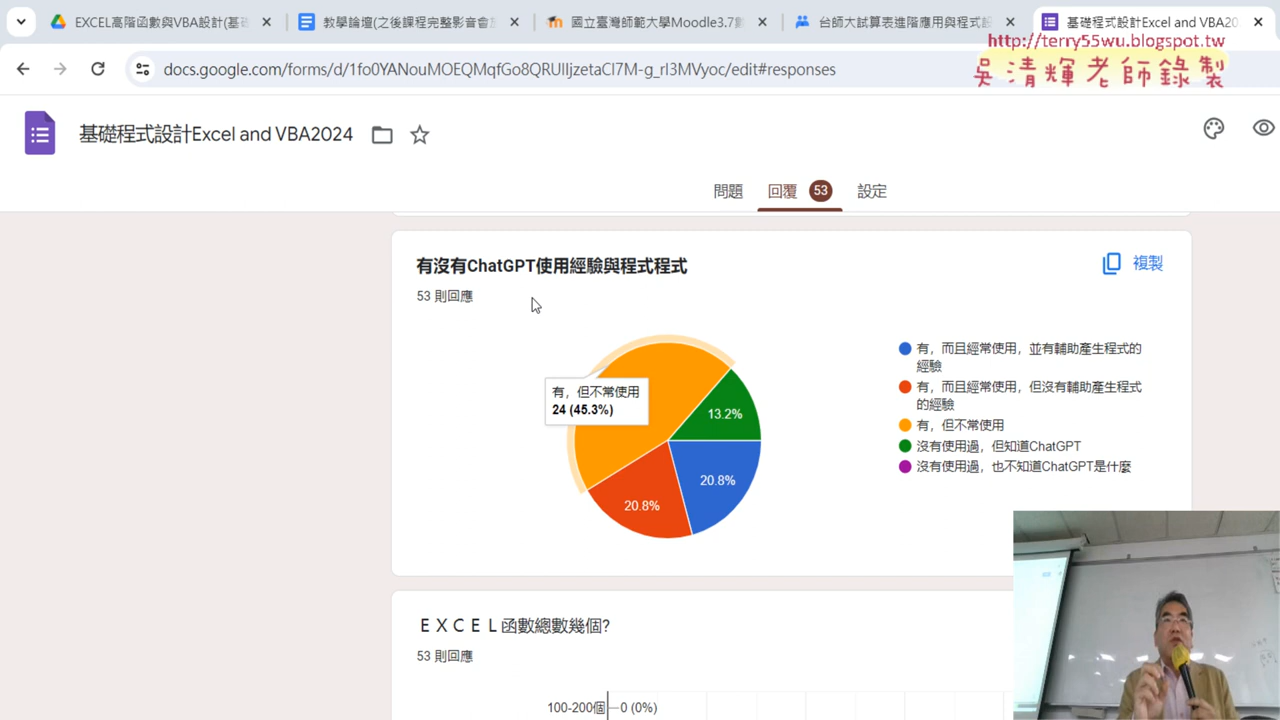 EXCEL高階函數與VBA設計(基礎
教學論壇(之後課程完整影音會
國立臺灣師範大學Moodle3.7數
台師大試算表進階應用與程式設
基礎程式設計Excel and VBA20
http://terry55wu.blogspot.tw
吳清輝老師錄製
基礎程式設計Excel and VBA2024
問題
回覆 53
設定
有沒有ChatGPT使用經驗與程式程式
複製
53 則回應
有，但不常使用
24 (45.3%)
13.2%
20.8%
20.8%
有，而且經常使用，並有輔助產生程式的
經驗
有，而且經常使用，但沒有輔助產生程式
的經驗
有，但不常使用
沒有使用過，但知道ChatGPT
沒有使用過，也不知道ChatGPT是什麼
ＥＸＣＥＬ函數總數幾個?
53 則回應
100-200個
0 (0%)